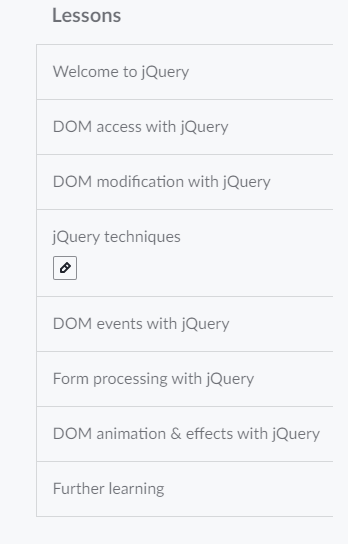 Lessons
Welcome to jQuery
DOM access with jQuery
DOM modification with jQuery
jQuery techniques
DOM events with jQuery
Form processing with jQuery
DOM animation & effects with jQuery
Further learning